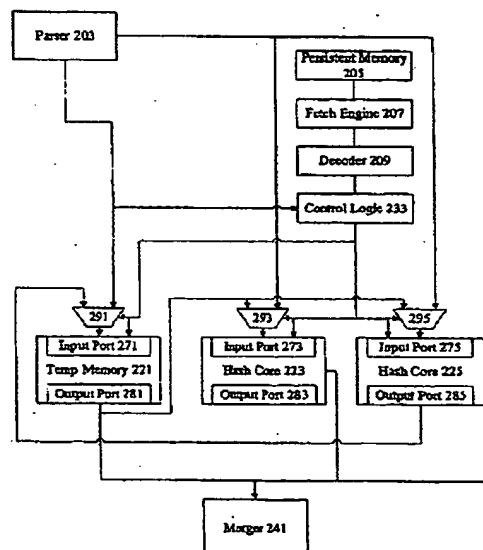 Parser 203
Persistent Memory
205
Fetch Engine 207
Decoder 209
Control Logic 233
291
293
295
Input Port 271
Temp Memory 221
Output Port 281
Input Port 273
Hash Core 223
Output Port 283
Input Port 275
Hash Core 225
Output Port 285
Merger 241